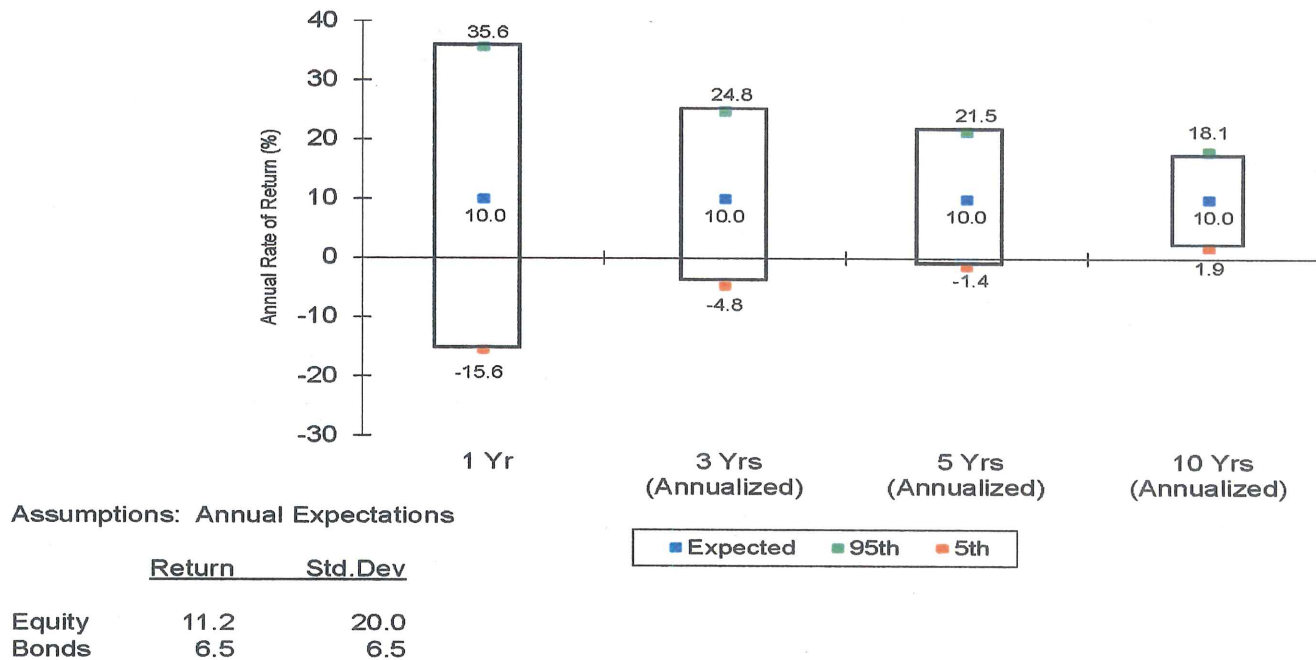 40
30
20
10
0
-10
-20
-30
Annual Rate of Return (%)
35.6
10.0
-15.6
24.8
10.0
-4.8
21.5
10.0
-1.4
18.1
10.0
1.9
1 Yr
3 Yrs
(Annualized)
5 Yrs
(Annualized)
10 Yrs
(Annualized)
Expected 95th 5th
Assumptions: Annual Expectations
Return Std.Dev
Equity 11.2 20.0
Bonds 6.5 6.5